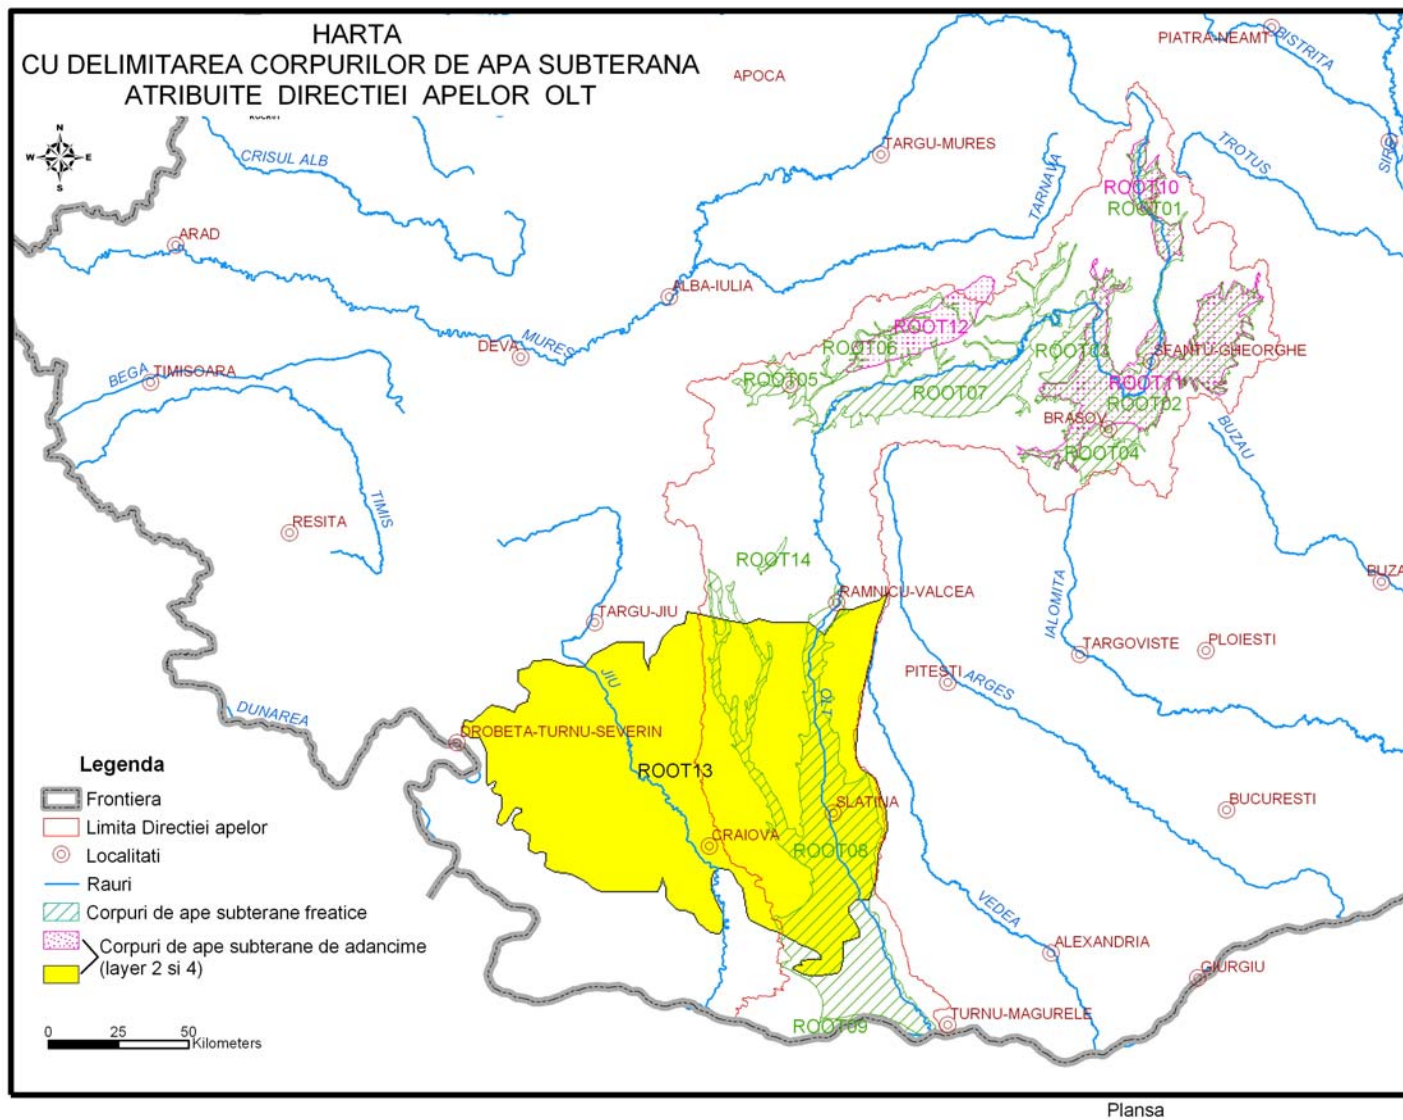 HARTA
CU DELIMITAREA CORPURILOR DE APA SUBTERANA
ATRIBUITE DIRECTIEI APELOR OLT
APOCA
PIATRA-NEAMT
BISTRITA
N
W E
S
CRISUL ALB
TARGU-MURES
TARNAVA
TROTUS
SIRET
ROOT10
ROOT01
ARAD
ALBA-IULIA
MURES
DEVA
ROOT12
ROOT06
ROOT03
SFANTU-GHEORGHE
BEGA
TIMISOARA
ROOT05
ROOT07
ROOT11
ROOT02
BRASOV
ROOT04
BUZAU
TIMIS
RESITA
ROOT14
RAMNICU-VALCEA
BUZA
IALOMITA
TARGU-JIU
TARGOVISTE
PLOIESTI
JIU
PITESTI
ARGES
OLT
DUNAREA
DROBETA-TURNU-SEVERIN
ROOT13
SLATINA
BUCURESTI
CRAIOVA
ROOT08
VEDEA
ALEXANDRIA
GIURGIU
TURNU-MAGURELE
ROOT09
Legenda
Frontiera
Limita Directiei apelor
Localitati
Rauri
Corpuri de ape subterane freatice
Corpuri de ape subterane de adancime
(layer 2 si 4)
0 25 50
Kilometers
Plansa